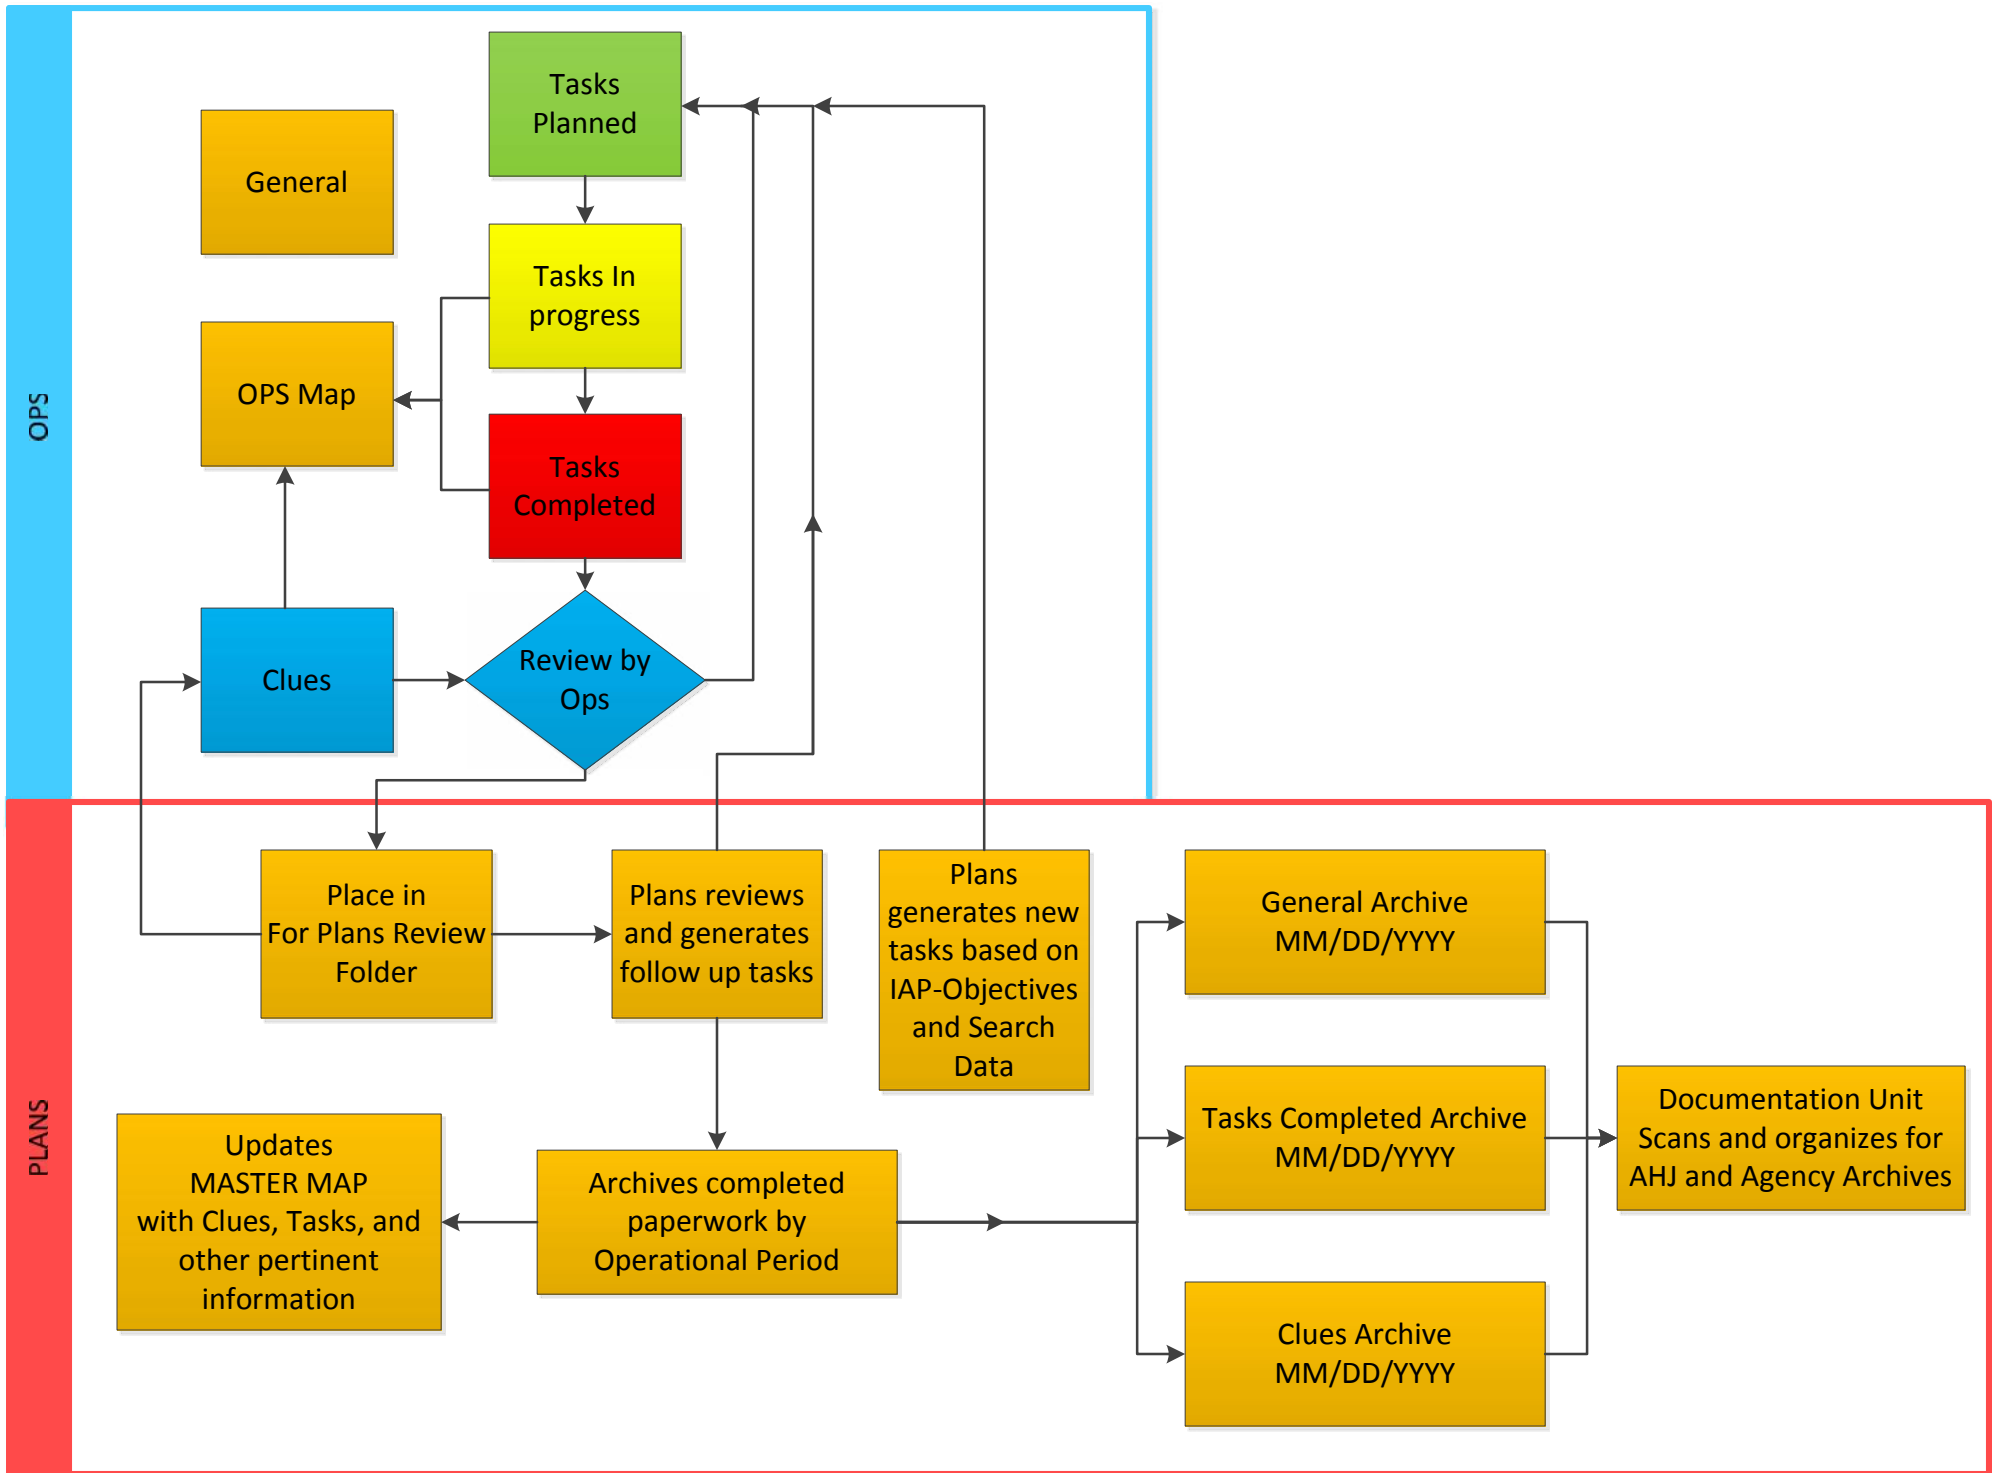 OPS
Tasks
Planned
General
Tasks In
progress
OPS Map
Tasks
Completed
Clues
Review by
Ops
PLANS
Place in
For Plans Review
Folder
Plans reviews
and generates
follow up tasks
Plans
generates new
tasks based on
IAP-Objectives
and Search
Data
General Archive
MM/DD/YYYY
Tasks Completed Archive
MM/DD/YYYY
Documentation Unit
Scans and organizes for
AHJ and Agency Archives
Updates
MASTER MAP
with Clues, Tasks, and
other pertinent
information
Archives completed
paperwork by
Operational Period
Clues Archive
MM/DD/YYYY